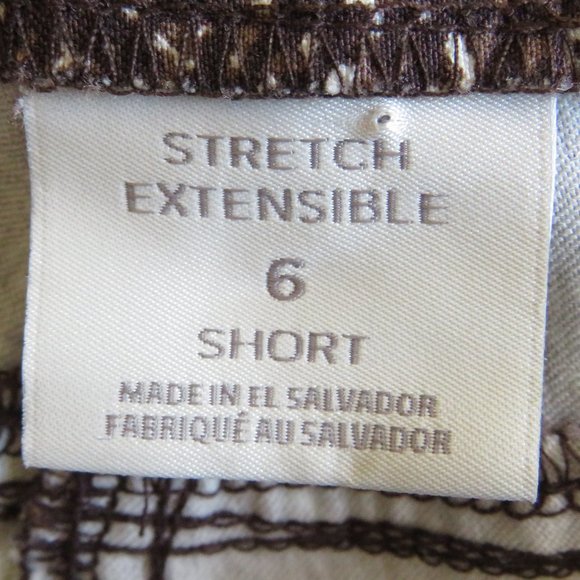 STRETCH
EXTENSIBLE
6
SHORT
MADE IN EL SALVADOR
FABRIQUÉ AU SALVADOR